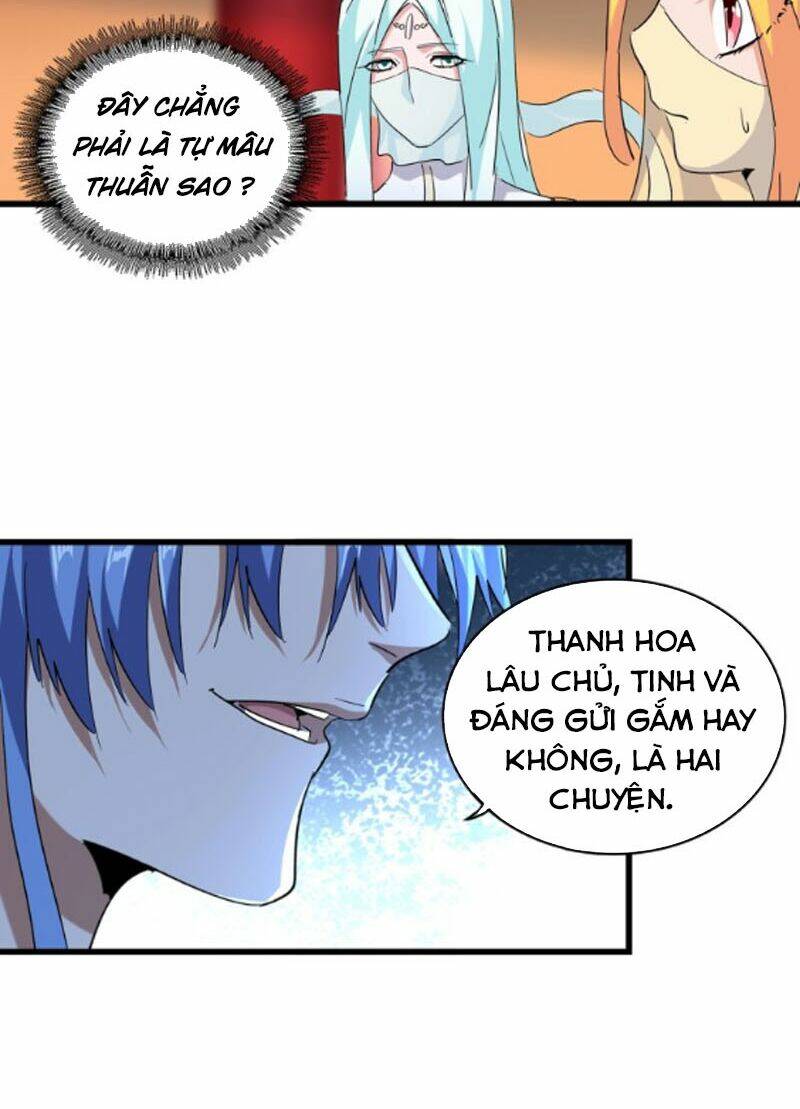 ĐÂY CHẲNG
PHẢI LÀ TỰ MÂU
THUẪN SAO ?
THANH HOA
LÂU CHỦ, TINH VÀ
ĐÁNG GỬI GẮM HAY
KHÔNG, LÀ HAI
CHUYỆN.